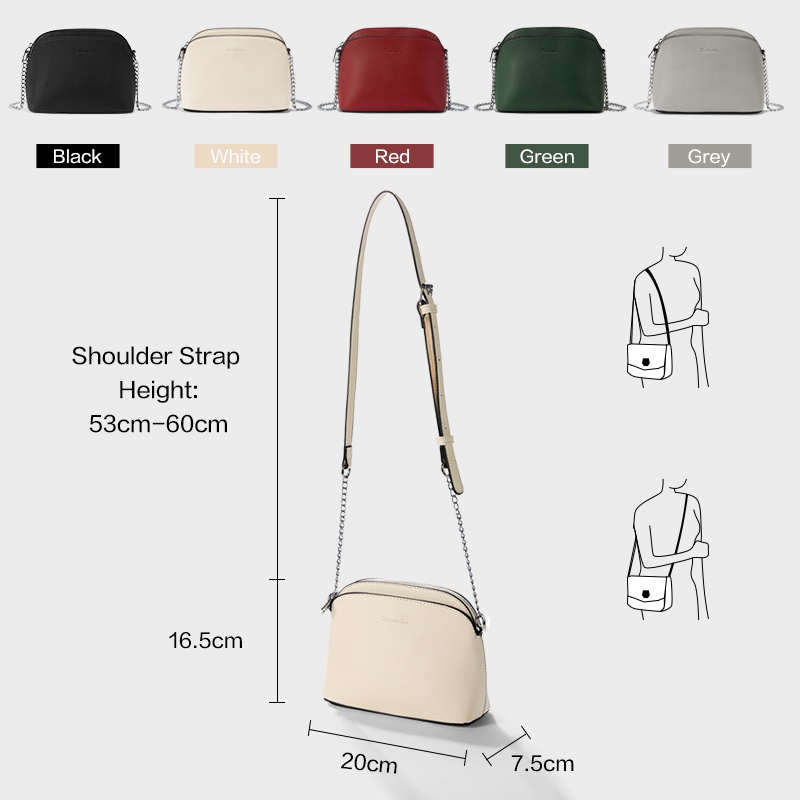 Black
White
Red
Green
Grey
Shoulder Strap
Height:
53cm-60cm
16.5cm
20cm
7.5cm